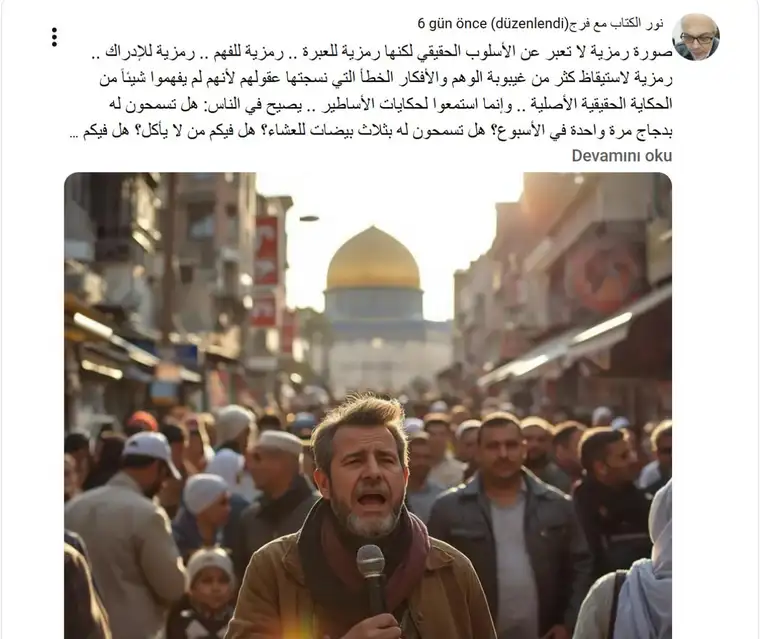 نور الكتاب مع فرج(düzenlendi) 6 gün önce
صورة رمزية لا تعبر عن الأسلوب الحقيقي لكنها رمزية للعبرة .. رمزية للفهم .. رمزية للإدراك ..
رمزية لاستيقاظ كثر من غيبوبة الوهم والأفكار الخطأ التي نسجتها عقولهم لأنهم لم يفهموا شيئاً من
الحكاية الحقيقية الأصلية .. وإنما استمعوا لحكايات الأساطير .. يصيح في الناس: هل تسمحون له
بدجاج مرة واحدة في الأسبوع؟ هل تسمحون له بثلاث بيضات للعشاء؟ هل فيكم من لا يأكل؟ هل فيكم ...
Devamını oku